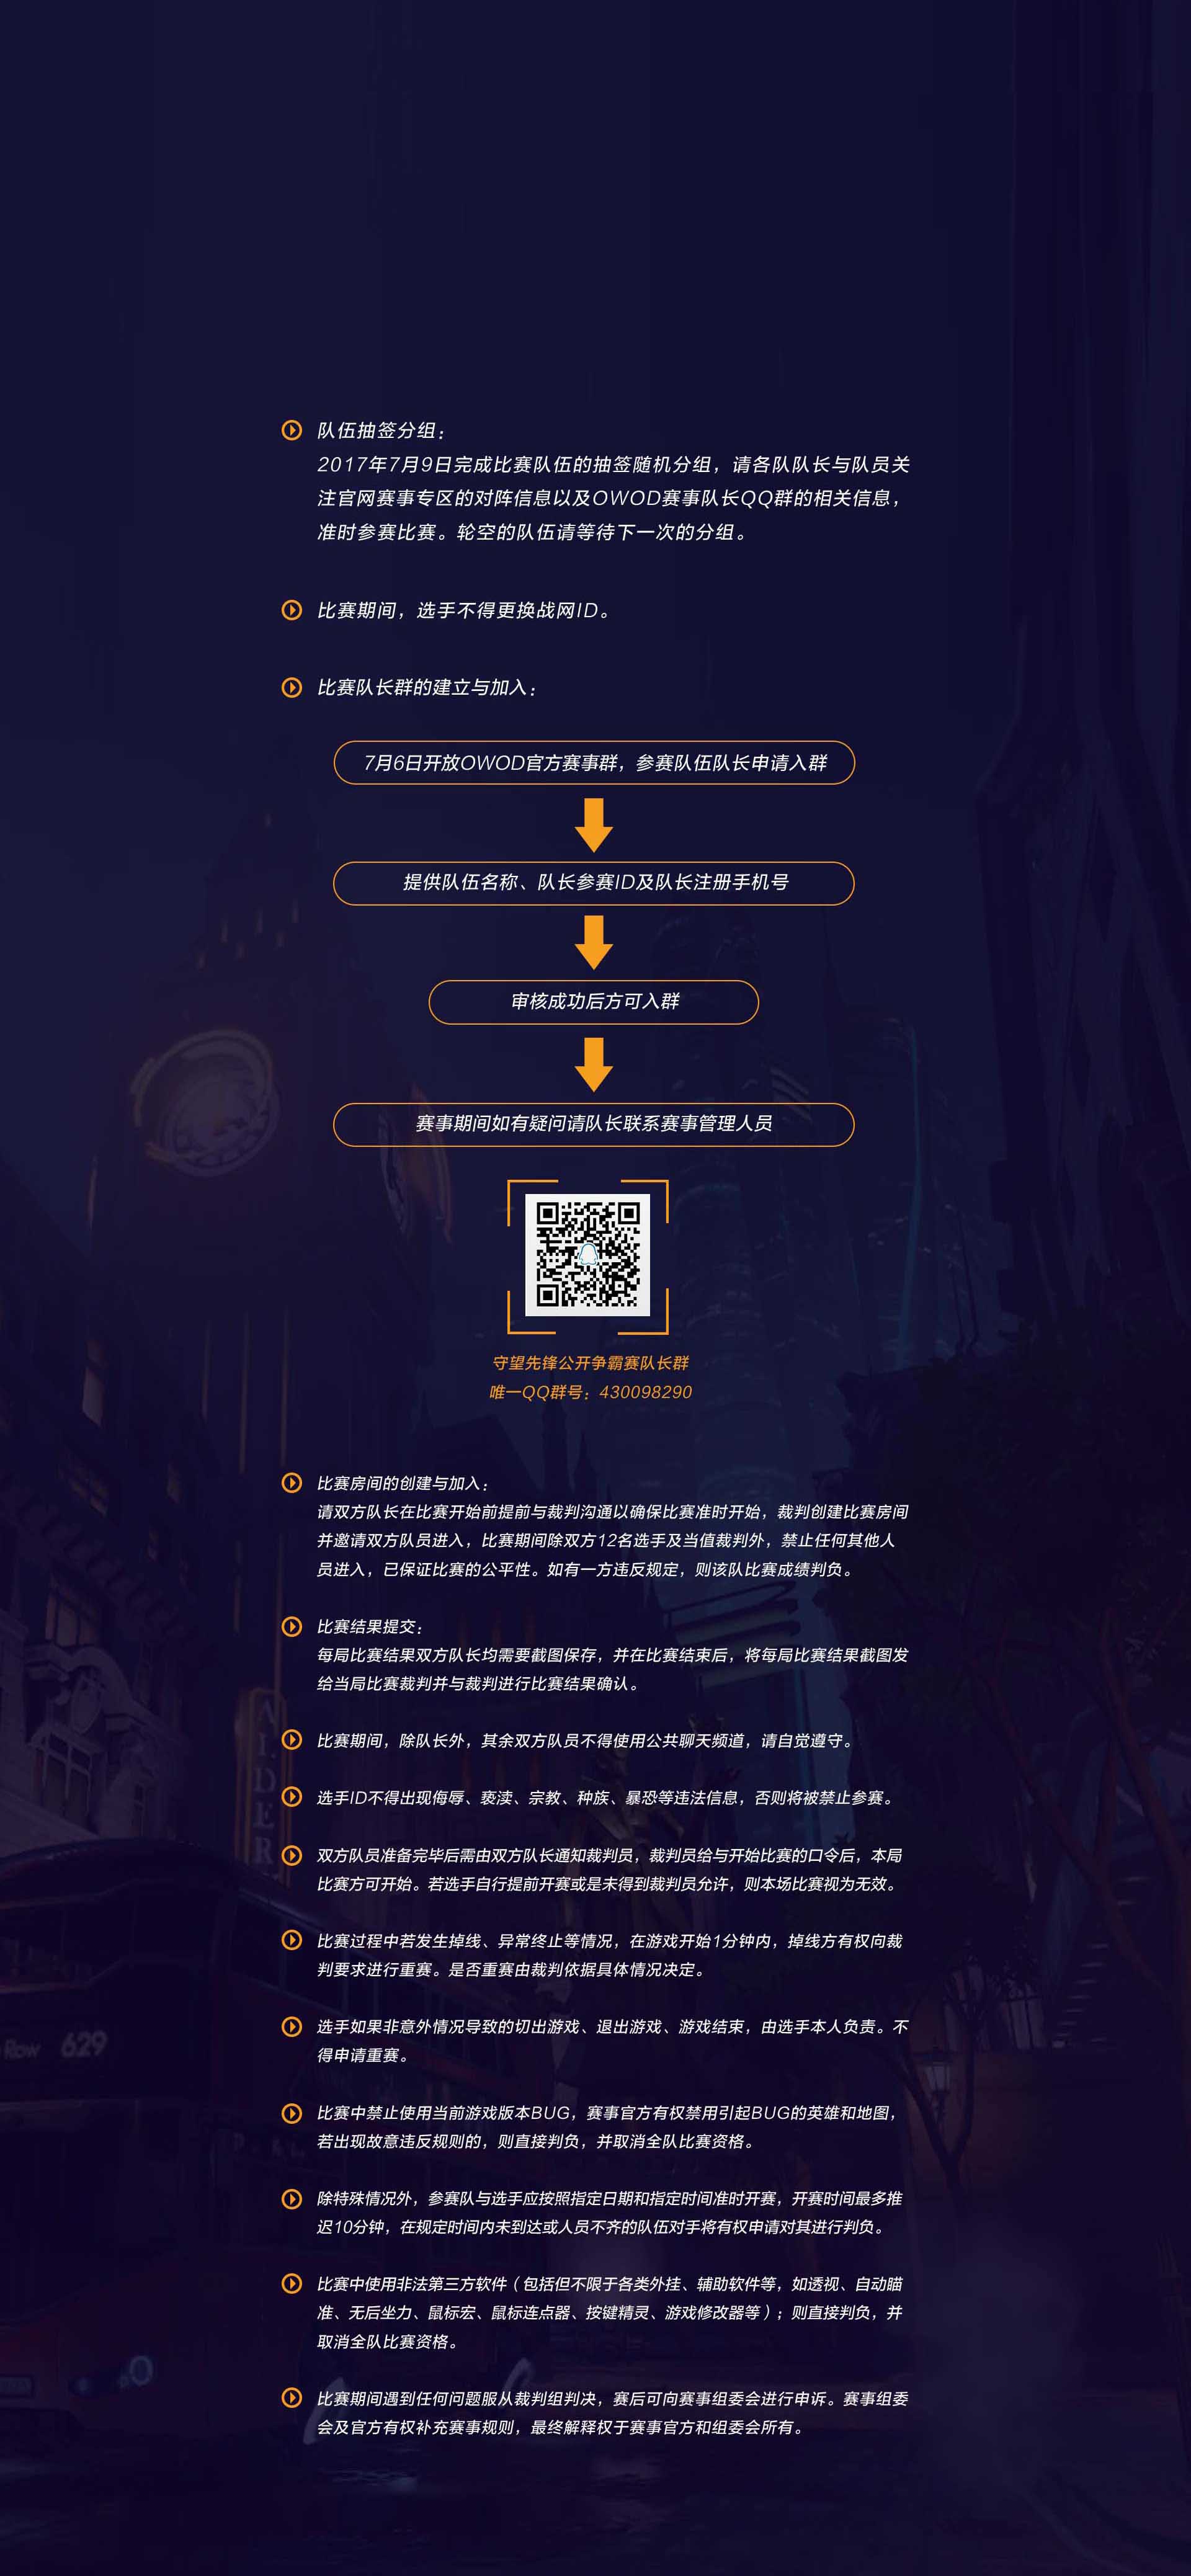 队伍抽签分组：
2017年7月9日完成比赛队伍的抽签随机分组，请各队队长与队员关
注官网赛事专区的对阵信息以及OWOD赛事队长QQ群的相关信息，
准时参赛比赛。轮空的队伍请等待下一次的分组。
比赛期间，选手不得更换战网ID。
比赛队长群的建立与加入：
7月6日开放OWOD官方赛事群，参赛队伍队长申请入群
提供队伍名称、队长参赛ID及队长注册手机号
审核成功后方可入群
赛事期间如有疑问请队长联系赛事管理人员
守望先锋公开争霸赛队长群
唯一QQ群号：430098290
比赛房间的创建与加入：
请双方队长在比赛开始前提前与裁判沟通以确保比赛准时开始，裁判创建比赛房间
并邀请双方队员进入，比赛期间除双方12名选手及当值裁判外，禁止任何其他人
员进入，已保证比赛的公平性。如有一方违反规定，则该队比赛成绩判负。
比赛结果提交：
每局比赛结果双方队长均需要截图保存，并在比赛结束后，将每局比赛结果截图发
给当局比赛裁判并与裁判进行比赛结果确认。
比赛期间，除队长外，其余双方队员不得使用公共聊天频道，请自觉遵守。
选手ID不得出现侮辱、亵渎、宗教、种族、暴恐等违法信息，否则将被禁止参赛。
双方队员准备完毕后需由双方队长通知裁判员，裁判员给与开始比赛的口令后，本局
比赛方可开始。若选手自行提前开赛或是未得到裁判员允许，则本场比赛视为无效。
比赛过程中若发生掉线、异常终止等情况，在游戏开始1分钟内，掉线方有权向裁
判要求进行重赛。是否重赛由裁判依据具体情况决定。
选手如果非意外情况导致的切出游戏、退出游戏、游戏结束，由选手本人负责。不
得申请重赛。
Row 629
比赛中禁止使用当前游戏版本BUG，赛事官方有权禁用引起BUG的英雄和地图，
若出现故意违反规则的，则直接判负，并取消全队比赛资格。
除特殊情况外，参赛队与选手应按照指定日期和指定时间准时开赛，开赛时间最多推
迟10分钟，在规定时间内未到达或人员不齐的队伍对手将有权申请对其进行判负。
比赛中使用非法第三方软件（包括但不限于各类外挂、辅助软件等，如透视、自动瞄
准、无后坐力、鼠标宏、鼠标连点器、按键精灵、游戏修改器等）；则直接判负，并
取消全队比赛资格。
比赛期间遇到任何问题服从裁判组判决，赛后可向赛事组委会进行申诉。赛事组委
会及官方有权补充赛事规则，最终解释权于赛事官方和组委会所有。